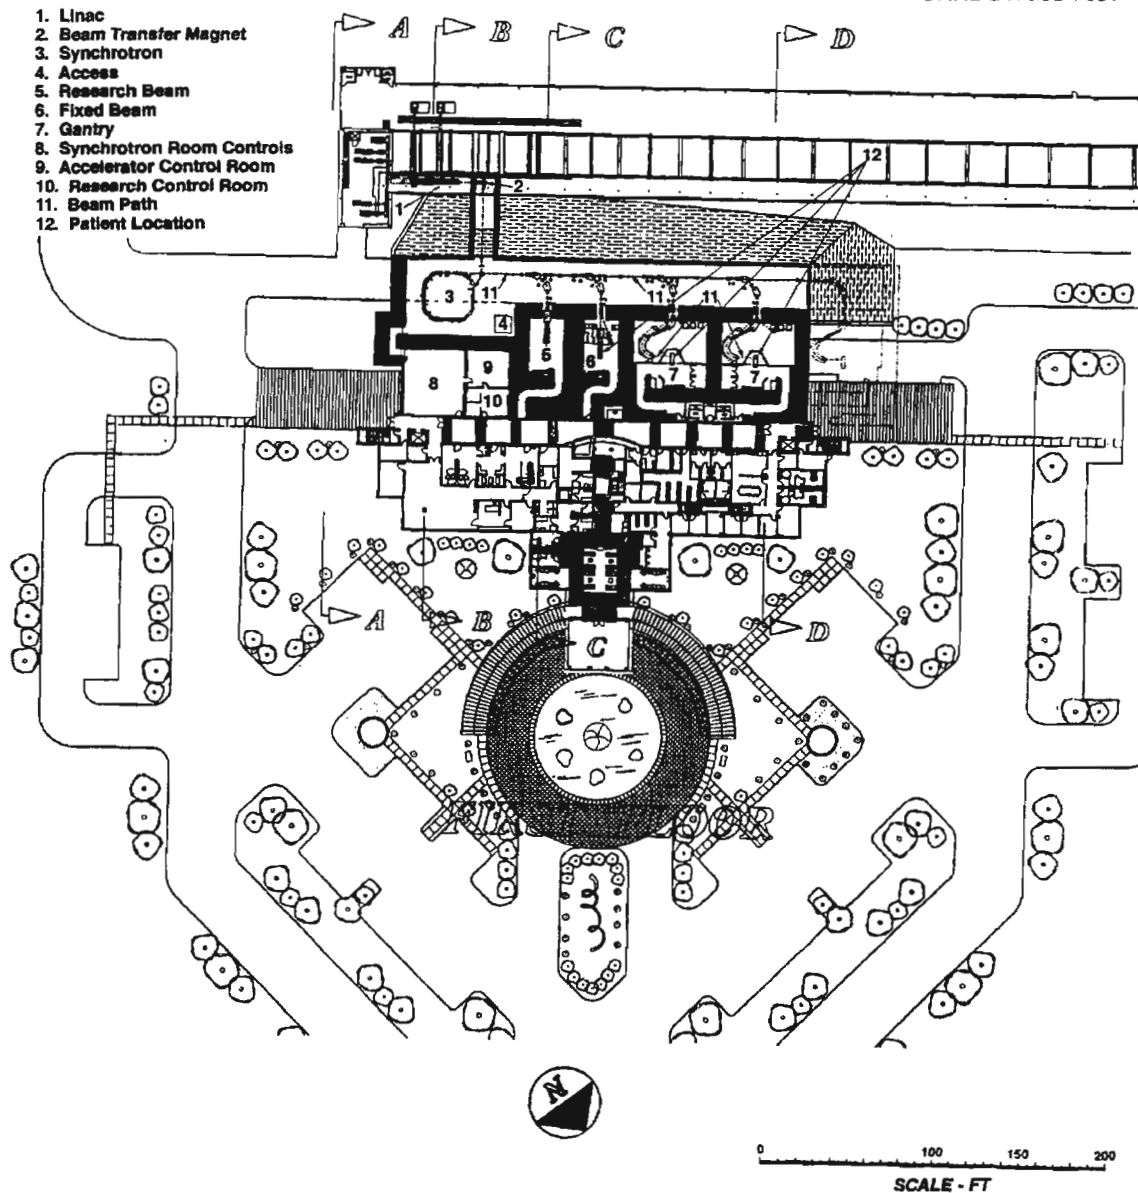 1. Linac
2. Beam Transfer Magnet
3. Synchrotron
4. Access
5. Research Beam
6. Fixed Beam
7. Gantry
8. Synchrotron Room Controls
9. Accelerator Control Room
10. Research Control Room
11. Beam Path
12. Patient Location
A B C D
12
2
1
3 11 11 11
4
5 6 7 7
8 9
10
A B C D
N
0 100 150 200
SCALE - FT